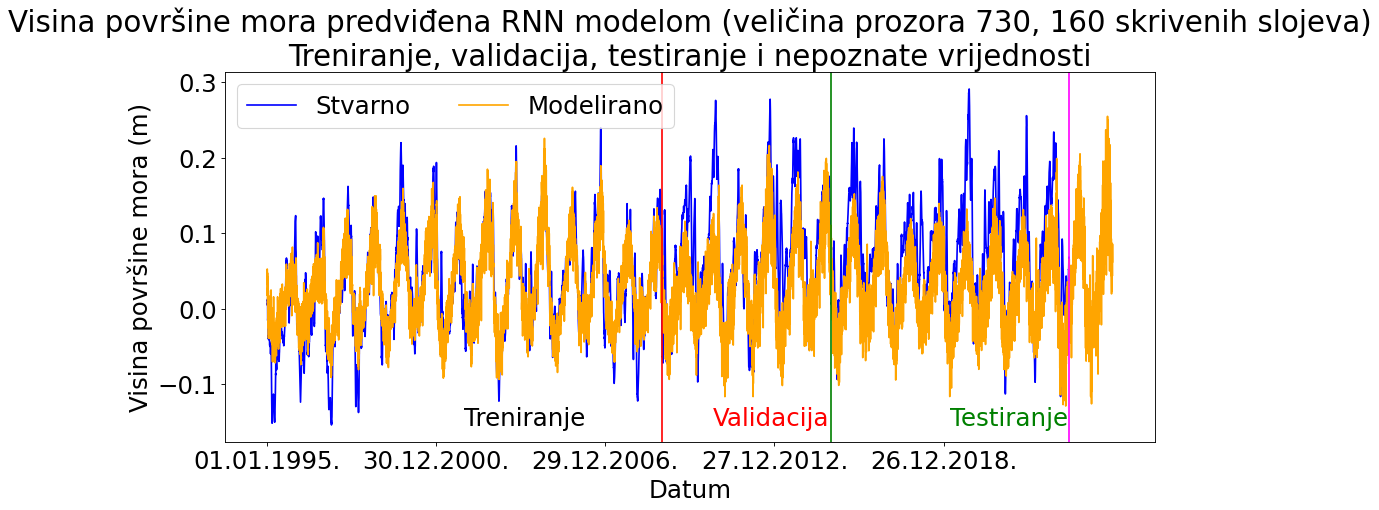 Visina površine mora predviđena RNN modelom (veličina prozora 730, 160 skrivenih slojeva)
Treniranje, validacija, testiranje i nepoznate vrijednosti
Stvarno Modelirano
Visina površine mora (m)
0.3
0.2
0.1
0.0
−0.1
Treniranje Validacija Testiranje
01.01.1995. 30.12.2000. 29.12.2006. 27.12.2012. 26.12.2018.
Datum